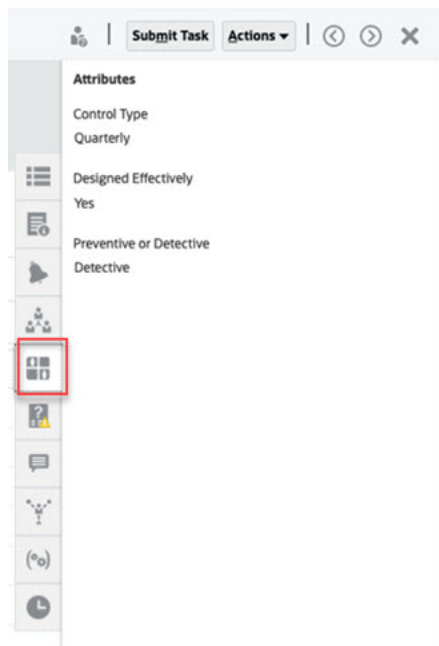 Submit Task Actions
Attributes
Control Type
Quarterly
Designed Effectively
Yes
Preventive or Detective
Detective